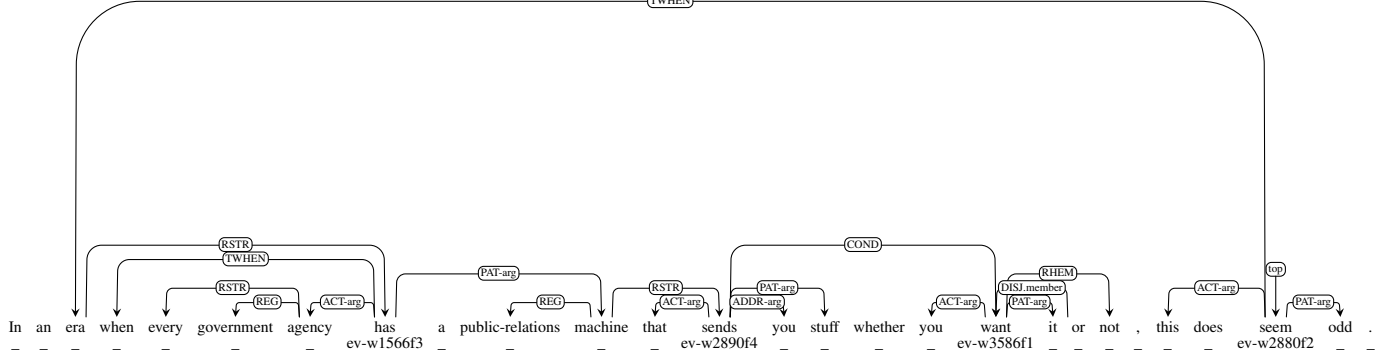 TWHEN
RSTR COND
TWHEN
PAT-arg RHEM top
RSTR RSTR PAT-arg DISJ.member ACT-arg
REG ACT-arg REG ACT-arg ADDR-arg ACT-arg PAT-arg PAT-arg
In an era when every government agency has a public-relations machine that sends you stuff whether you want it or not , this does seem odd .
_ _ _ _ _ _ _ ev-w1566f3 _ _ _ _ ev-w2890f4 _ _ _ _ ev-w3586f1 _ _ _ _ _ _ ev-w2880f2 _ _